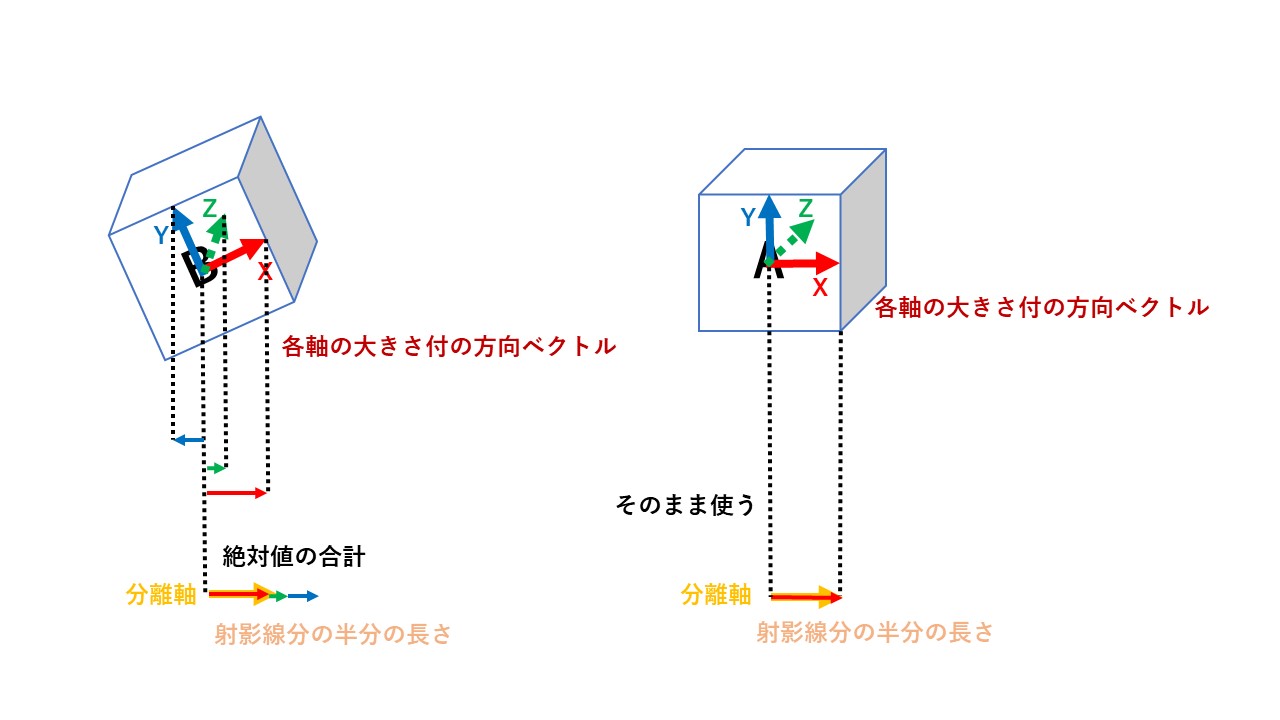 Z
Y
B
X
各軸の大きさ付の方向ベクトル
絶対値の合計
分離軸
射影線分の半分の長さ
Y
Z
A
X
各軸の大きさ付の方向ベクトル
そのまま使う
分離軸
射影線分の半分の長さ